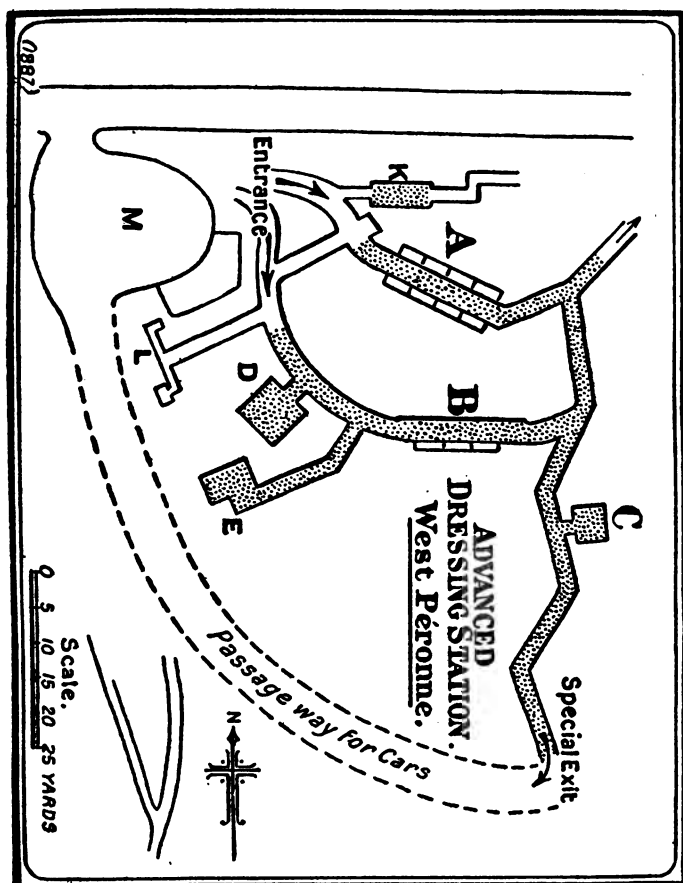 ADVANCED
DRESSING STATION.
West Péronne.
Entrance
K
A
M
L
D
B
E
C
Special Exit
Passage way For Cars
N
Scale.
0 5 10 15 20 25 YARDS
(1887)